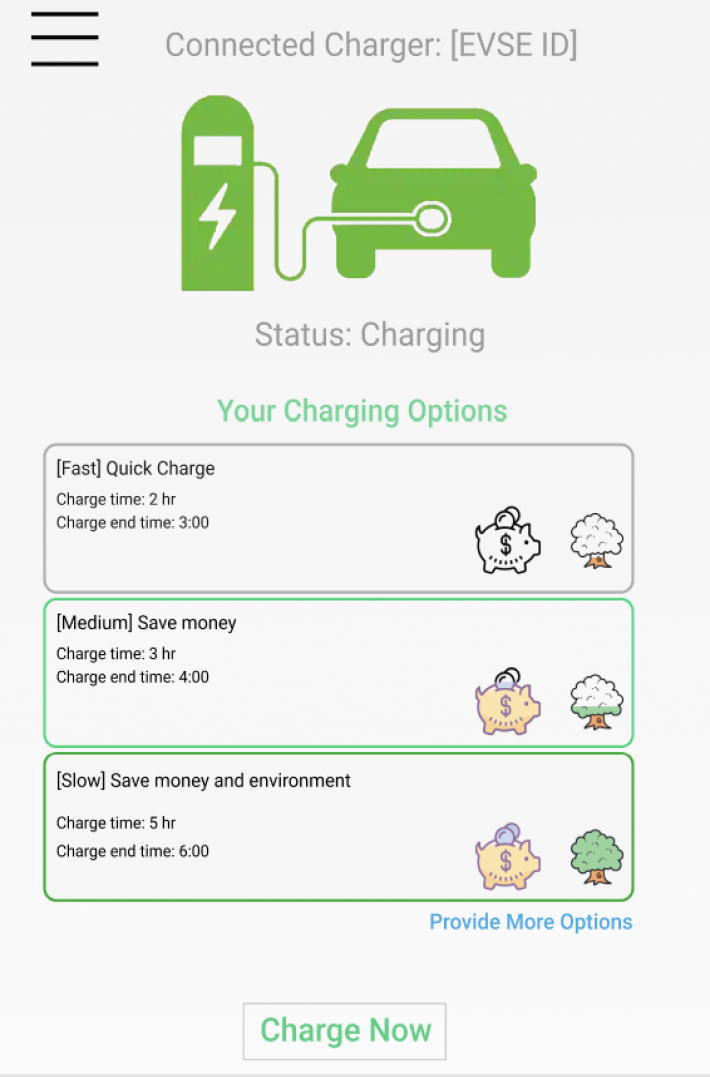 Connected Charger: [EVSE ID]
Status: Charging
Your Charging Options
[Fast] Quick Charge
Charge time: 2 hr
Charge end time: 3:00
$
[Medium] Save money
Charge time: 3 hr
Charge end time: 4:00
$
[Slow] Save money and environment
Charge time: 5 hr
Charge end time: 6:00
$
Provide More Options
Charge Now